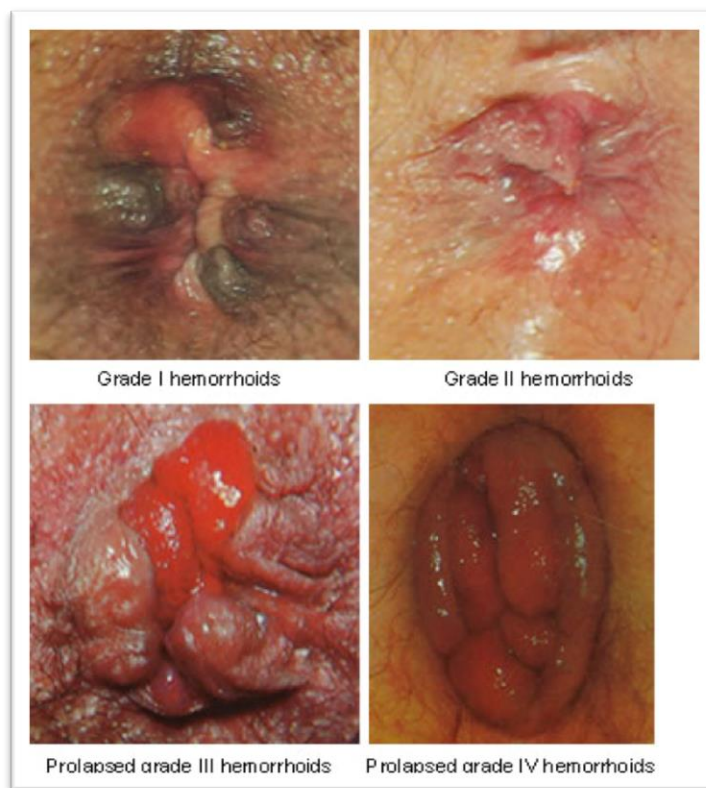 Grade I hemorrhoids
Grade II hemorrhoids
Prolapsed grade III hemorrhoids
Prolapsed grade IV hemorrhoids